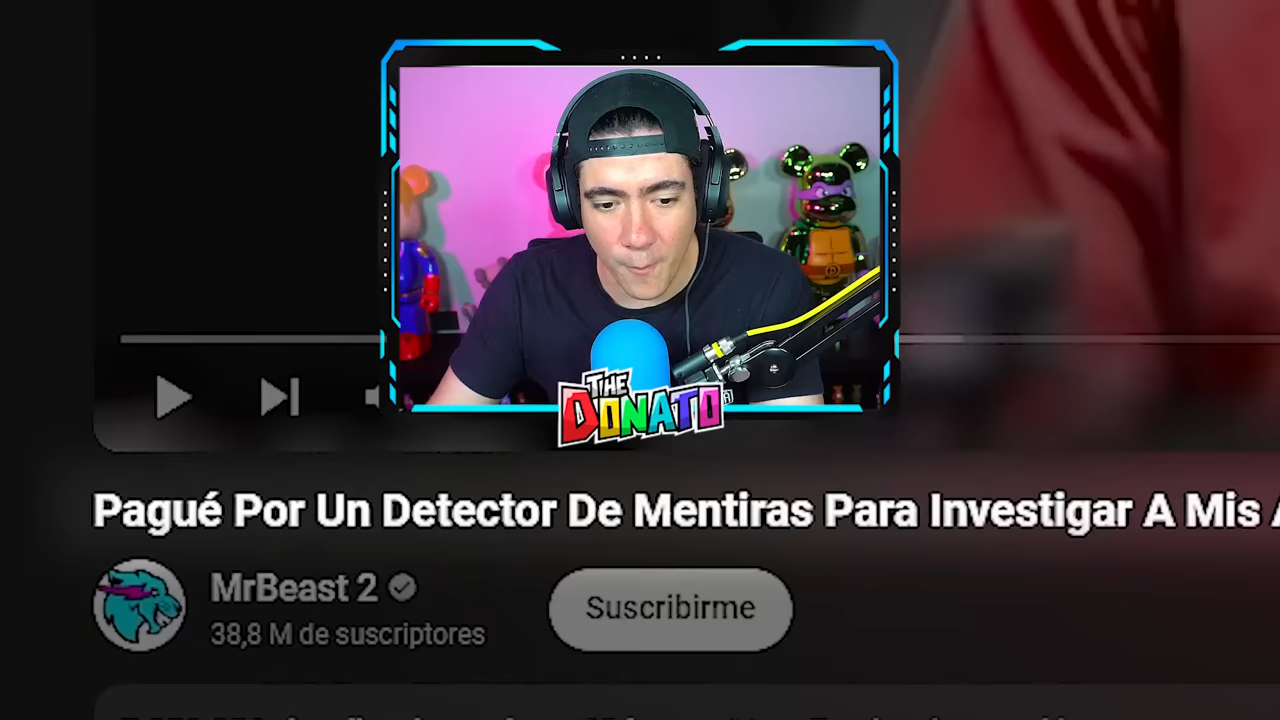 THE
DONATO
Pagué Por Un Detector De Mentiras Para Investigar A Mis
MrBeast 2
38,8 M de suscriptores
Suscribirme